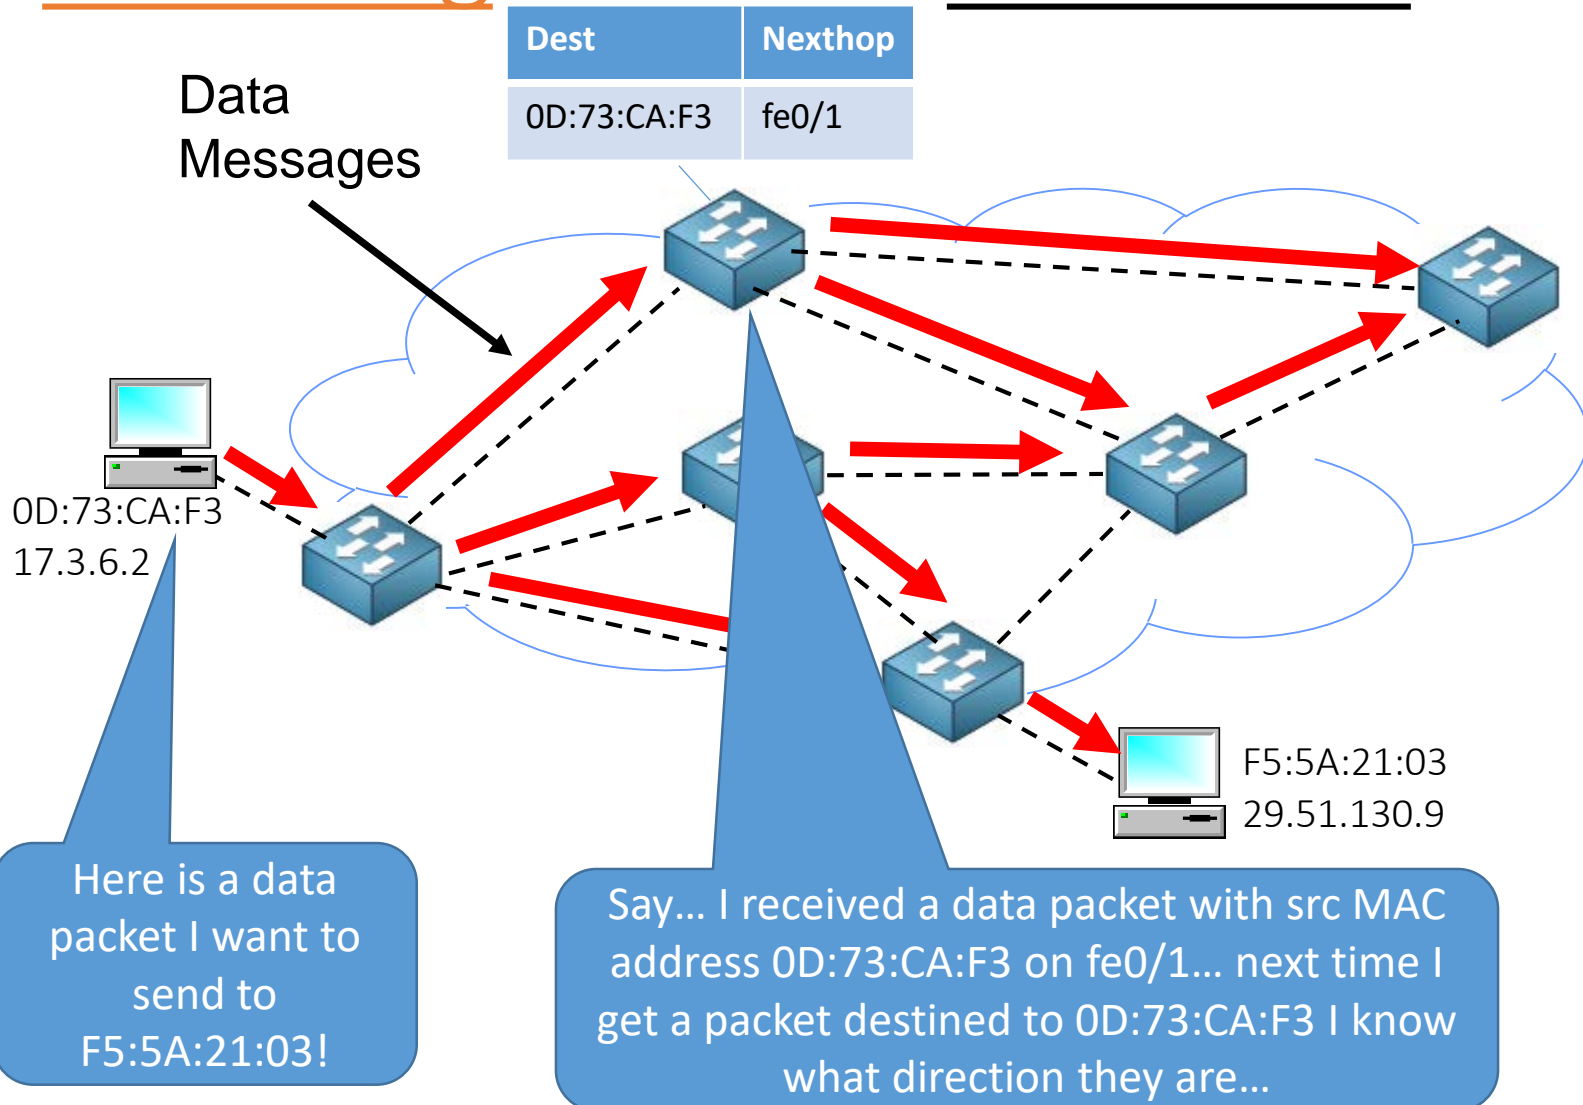 Dest Nexthop
0D:73:CA:F3 fe0/1
Data
Messages
0D:73:CA:F3
17.3.6.2
F5:5A:21:03
29.51.130.9
Here is a data
packet I want to
send to
F5:5A:21:03!
Say... I received a data packet with src MAC
address 0D:73:CA:F3 on fe0/1... next time I
get a packet destined to 0D:73:CA:F3 I know
what direction they are...